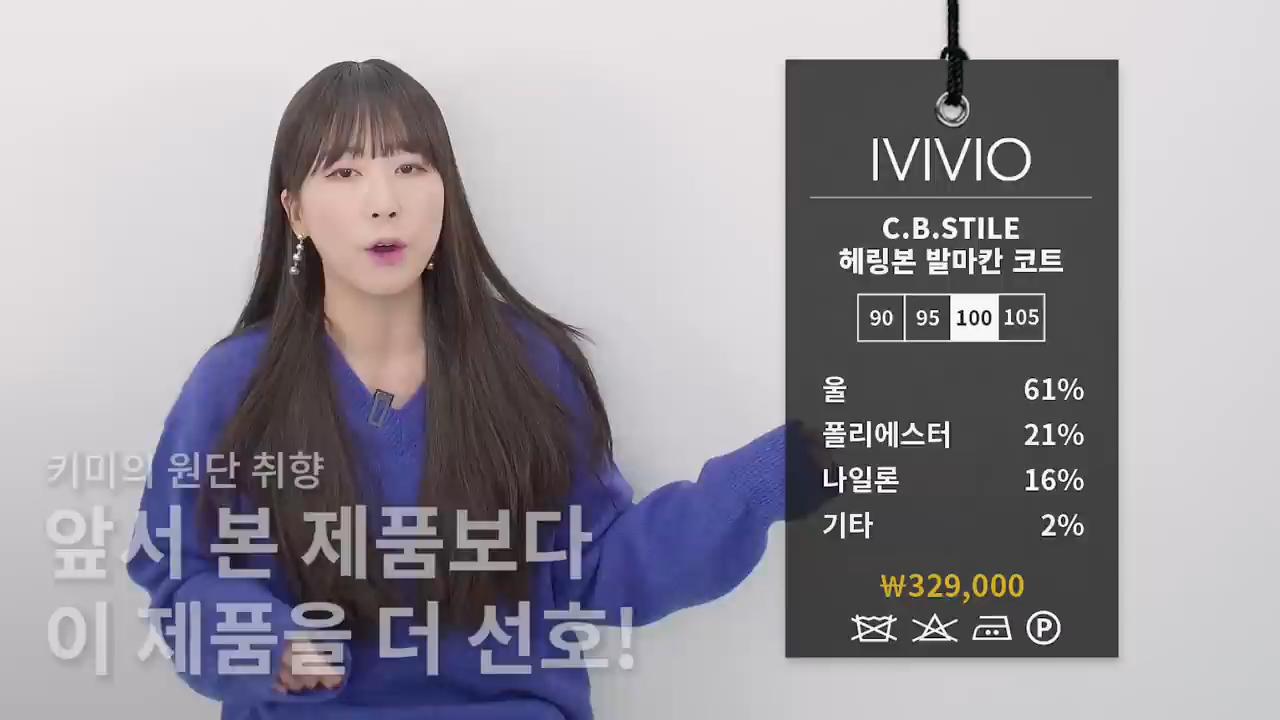 IVIVIO
C.B.STILE
헤링본 발마칸 코트
90 95 100 105
울 61%
폴리에스터 21%
나일론 16%
기타 2%
₩329,000
P
키미의 원단 취향
앞서 본 제품보다
이 제품을 더 선호!